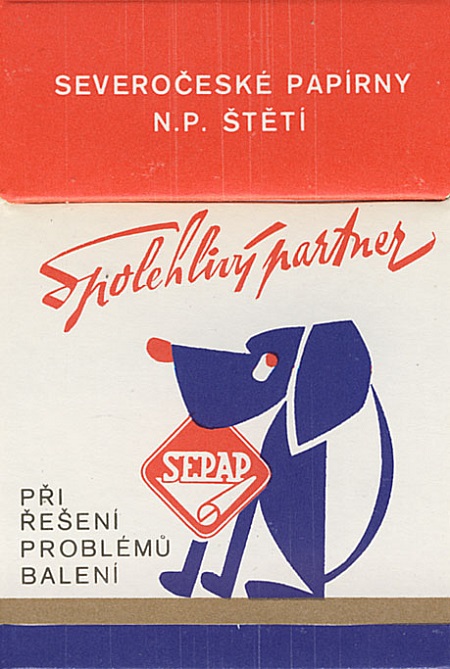 SEVEROČESKÉ PAPÍRNY
N.P. ŠTĚTÍ
Spolehlivý partner
SEPAP
PŘI
ŘEŠENÍ
PROBLÉMŮ
BALENÍ